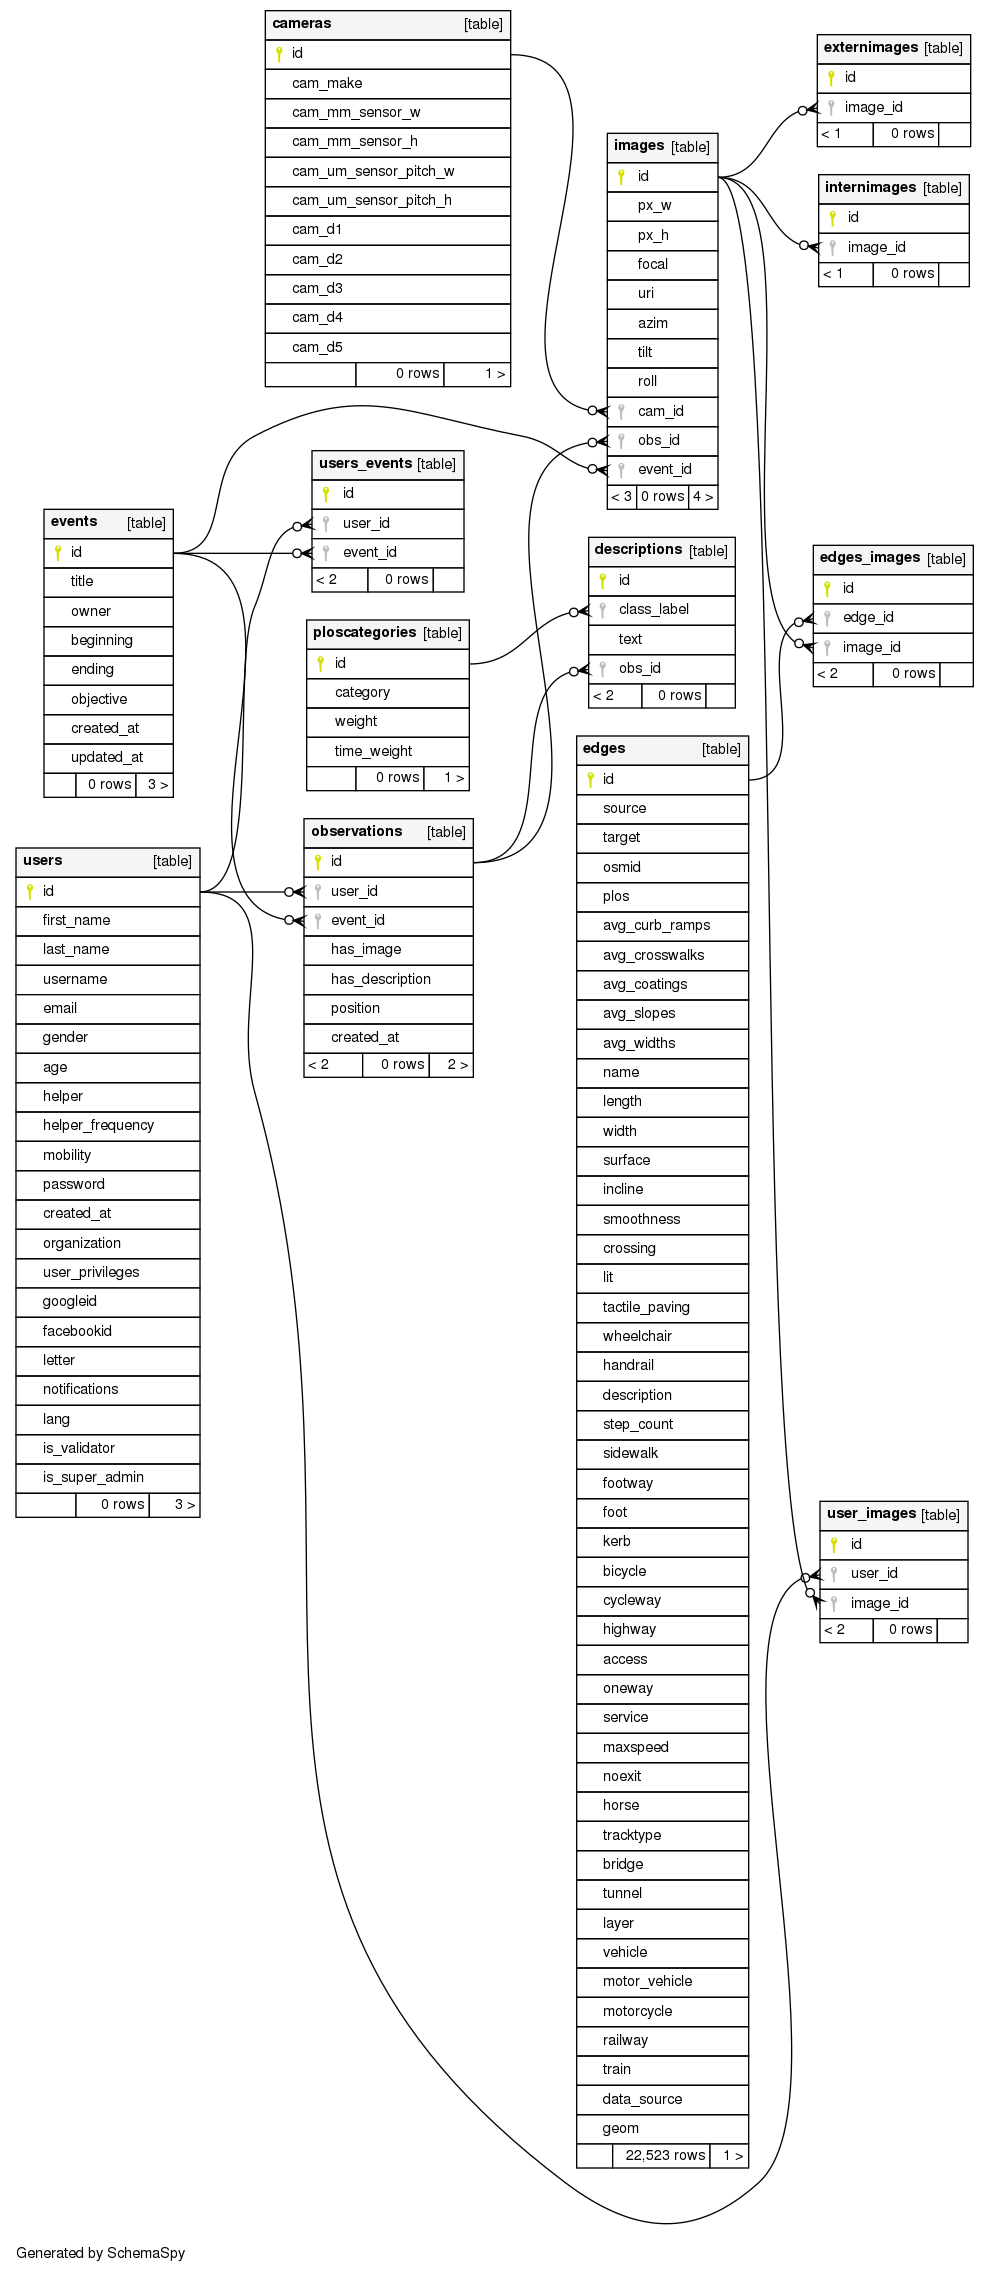 cameras [table]
id
cam_make
cam_mm_sensor_w
cam_mm_sensor_h
cam_um_sensor_pitch_w
cam_um_sensor_pitch_h
cam_d1
cam_d2
cam_d3
cam_d4
cam_d5
0 rows 1 >
externimages [table]
id
image_id
< 1 0 rows
images [table]
id
px_w
px_h
focal
uri
azim
tilt
roll
cam_id
obs_id
event_id
< 3 0 rows 4 >
internimages [table]
id
image_id
< 1 0 rows
users_events [table]
id
user_id
event_id
< 2 0 rows
events [table]
id
title
owner
beginning
ending
objective
created_at
updated_at
0 rows 3 >
descriptions [table]
id
class_label
text
obs_id
< 2 0 rows
edges_images [table]
id
edge_id
image_id
< 2 0 rows
ploscategories [table]
id
category
weight
time_weight
0 rows 1 >
observations [table]
id
user_id
event_id
has_image
has_description
position
created_at
< 2 0 rows 2 >
users [table]
id
first_name
last_name
username
email
gender
age
helper
helper_frequency
mobility
password
created_at
organization
user_privileges
googleid
facebookid
letter
notifications
lang
is_validator
is_super_admin
0 rows 3 >
edges [table]
id
source
target
osmid
plos
avg_curb_ramps
avg_crosswalks
avg_coatings
avg_slopes
avg_widths
name
length
width
surface
incline
smoothness
crossing
lit
tactile_paving
wheelchair
handrail
description
step_count
sidewalk
footway
foot
kerb
bicycle
cycleway
highway
access
oneway
service
maxspeed
noexit
horse
tracktype
bridge
tunnel
layer
vehicle
motor_vehicle
motorcycle
railway
train
data_source
geom
22,523 rows 1 >
user_images [table]
id
user_id
image_id
< 2 0 rows
Generated by SchemaSpy